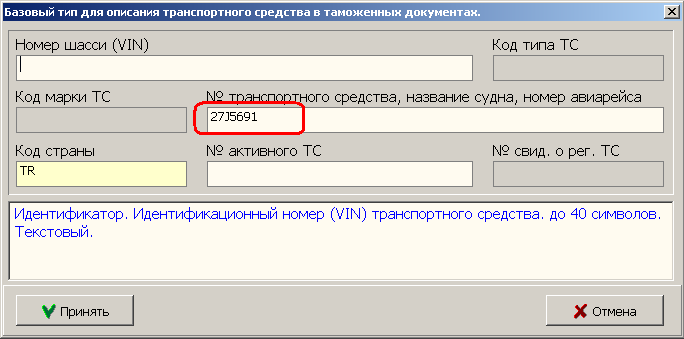 Базовый тип для описания транспортного средства в таможенных документах.
Номер шасси (VIN) Код типа ТС
Код марки ТС № транспортного средства, название судна, номер авиарейса
27J5691
Код страны № активного ТС № свид. о рег. ТС
TR
Идентификатор. Идентификационный номер (VIN) транспортного средства. до 40 символов.
Текстовый.
Принять Отмена